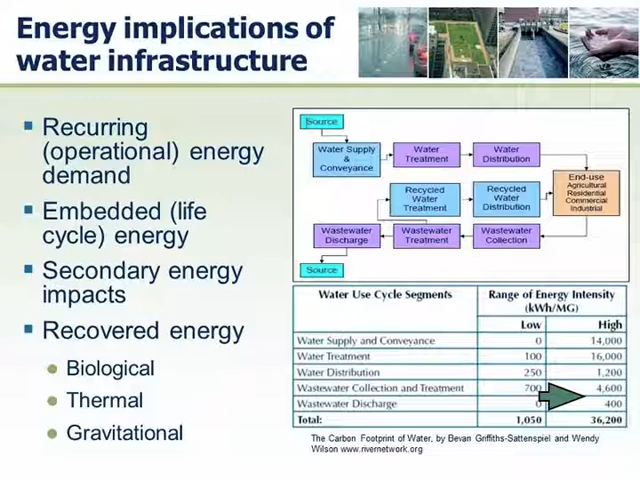 Energy implications of
water infrastructure
Recurring
(operational) energy
demand
Embedded (life
cycle) energy
Secondary energy
impacts
Recovered energy
Biological
Thermal
Gravitational
Source
Water Supply
&
Conveyance
Water
Treatment
Water
Distribution
End-use
Agricultural
Residential
Commercial
Industrial
Recycled
Water
Treatment
Recycled
Water
Distribution
Wastewater
Discharge
Wastewater
Treatment
Wastewater
Collection
Source
Water Use Cycle Segments
Range of Energy Intensity
(kWh/MG)
Low High
Water Supply and Conveyance 0 14,000
Water Treatment 100 16,000
Water Distribution 250 1,200
Wastewater Collection and Treatment 700 4,600
Wastewater Discharge 0 400
Total: 1,050 36,200
The Carbon Footprint of Water, by Bevan Griffiths-Sattenspiel and Wendy
Wilson www.rivernetwork.org